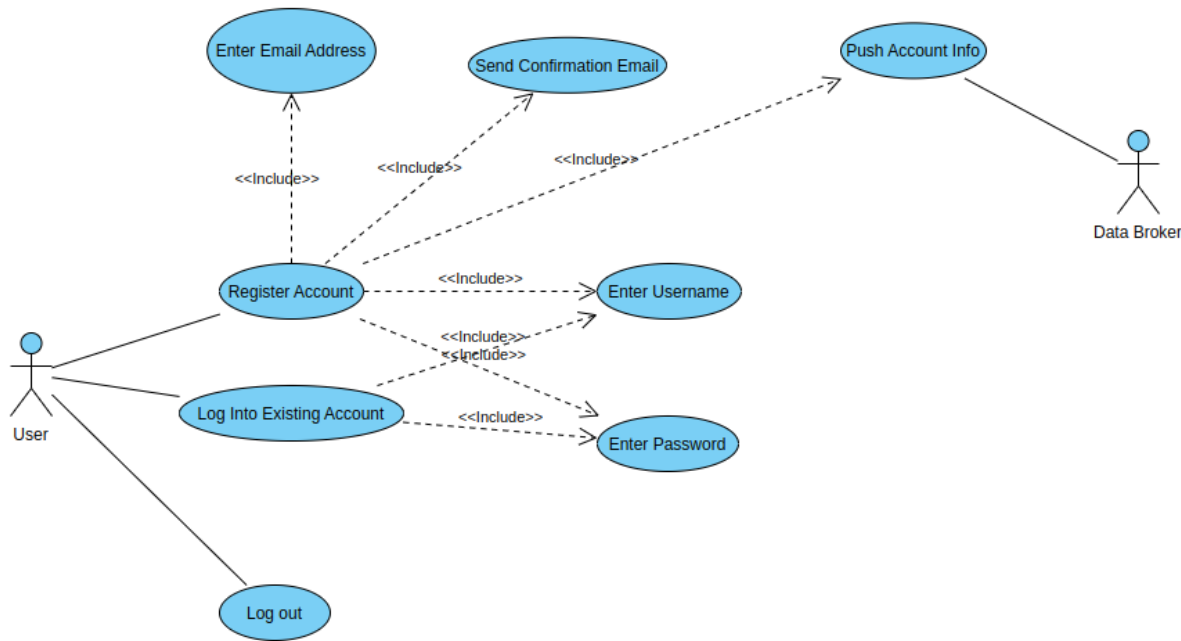 Enter Email Address
Send Confirmation Email
Push Account Info
<<Include>>
<<Include>>
<<Include>>
Data Broker
Register Account
<<Include>>
Enter Username
<<Include>>
<<Include>>
User
Log Into Existing Account
<<Include>>
Enter Password
Log out